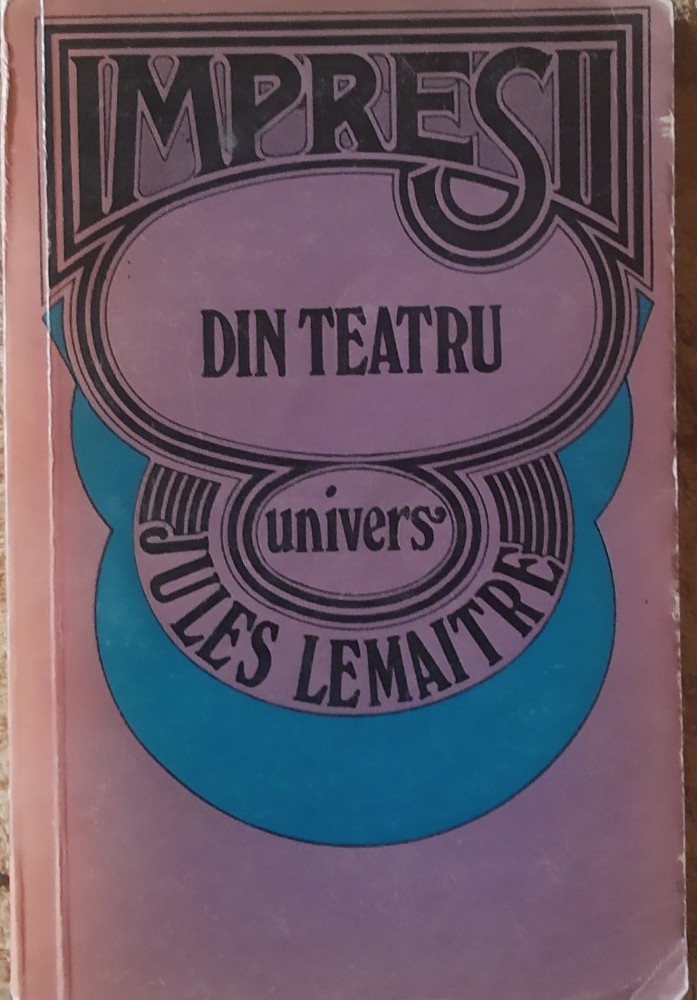 IMPRESII
DIN TEATRU
univers
JULES LEMAITRE